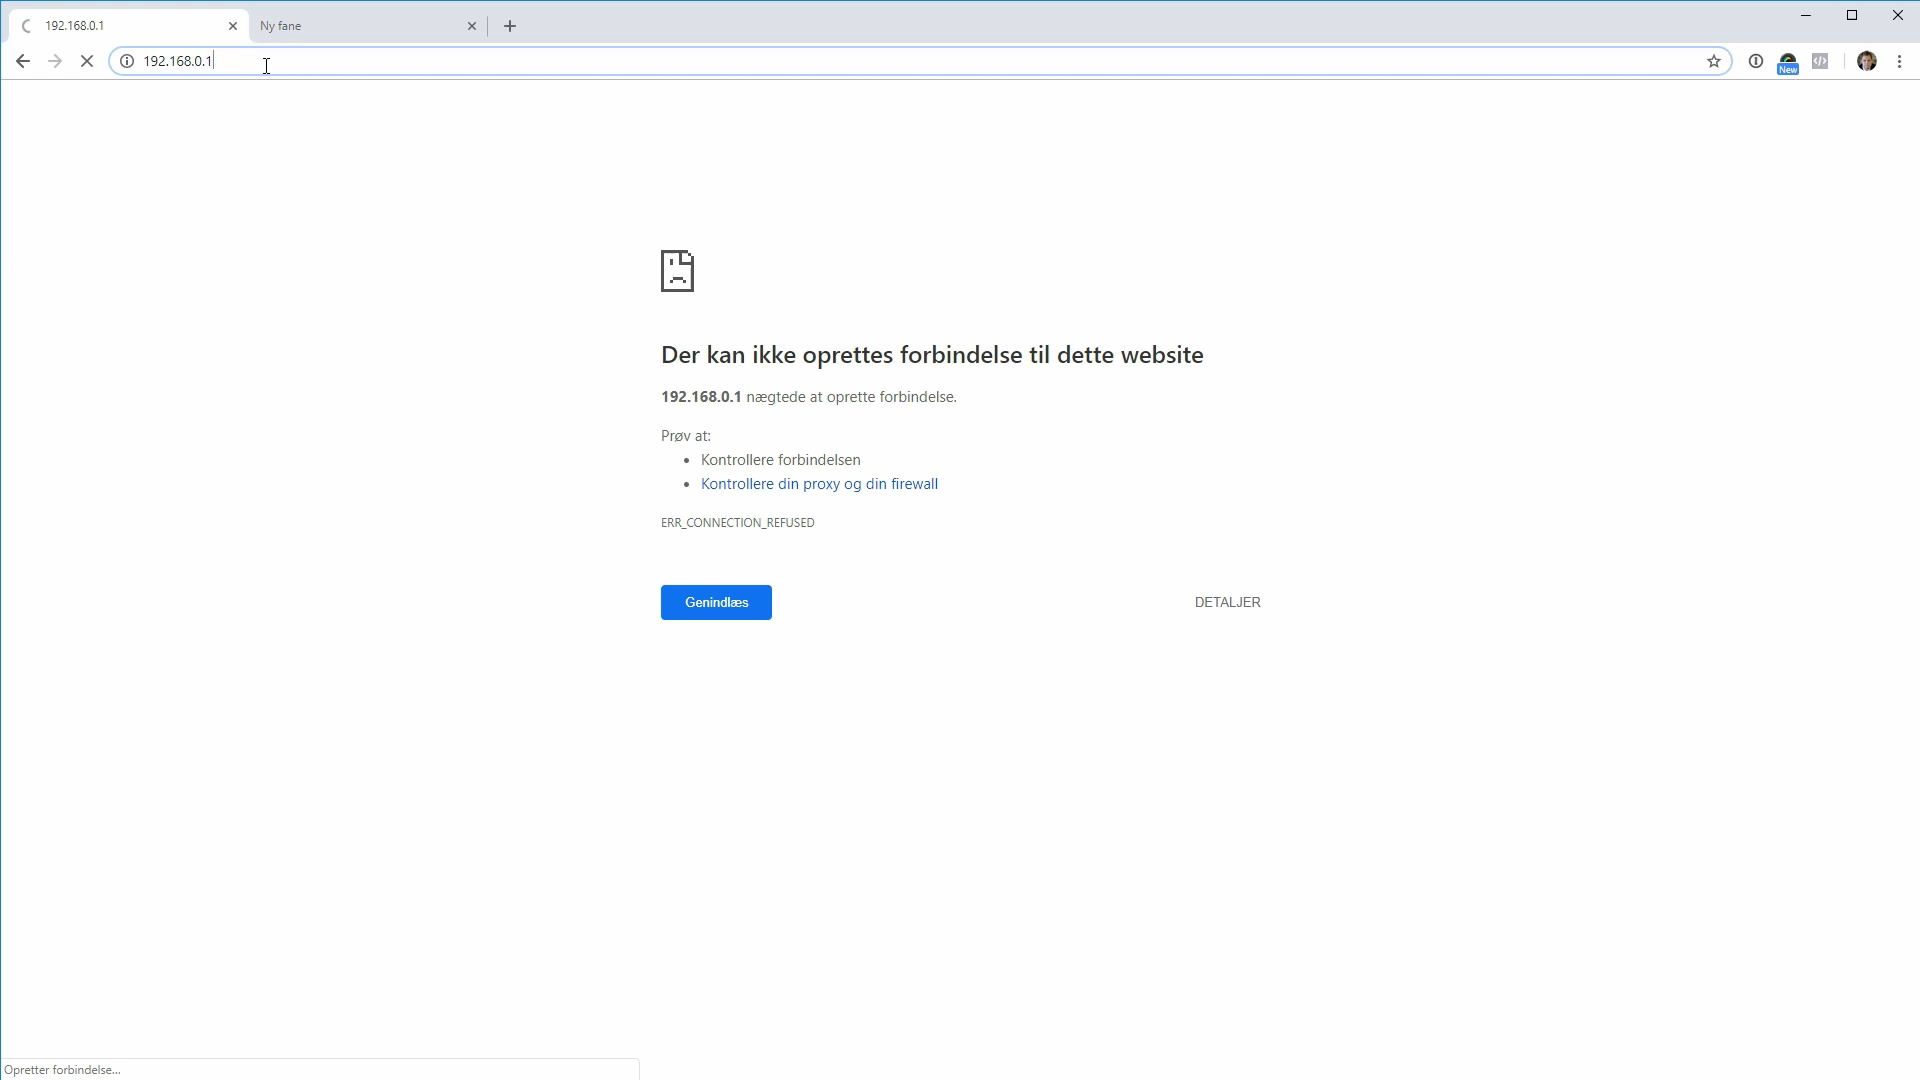 192.168.0.1
Ny fane
192.168.0.1
New
Der kan ikke oprettes forbindelse til dette website
192.168.0.1 nægtede at oprette forbindelse.
Prøv at:
Kontrollere forbindelsen
Kontrollere din proxy og din firewall
ERR_CONNECTION_REFUSED
Genindlæs
DETALJER
Opretter forbindelse...